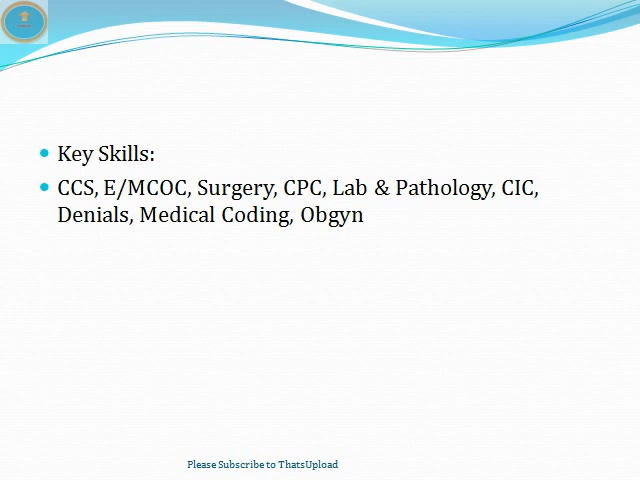 Key Skills:
CCS, E/MCOC, Surgery, CPC, Lab & Pathology, CIC,
Denials, Medical Coding, Obgyn
Please Subscribe to ThatsUpload